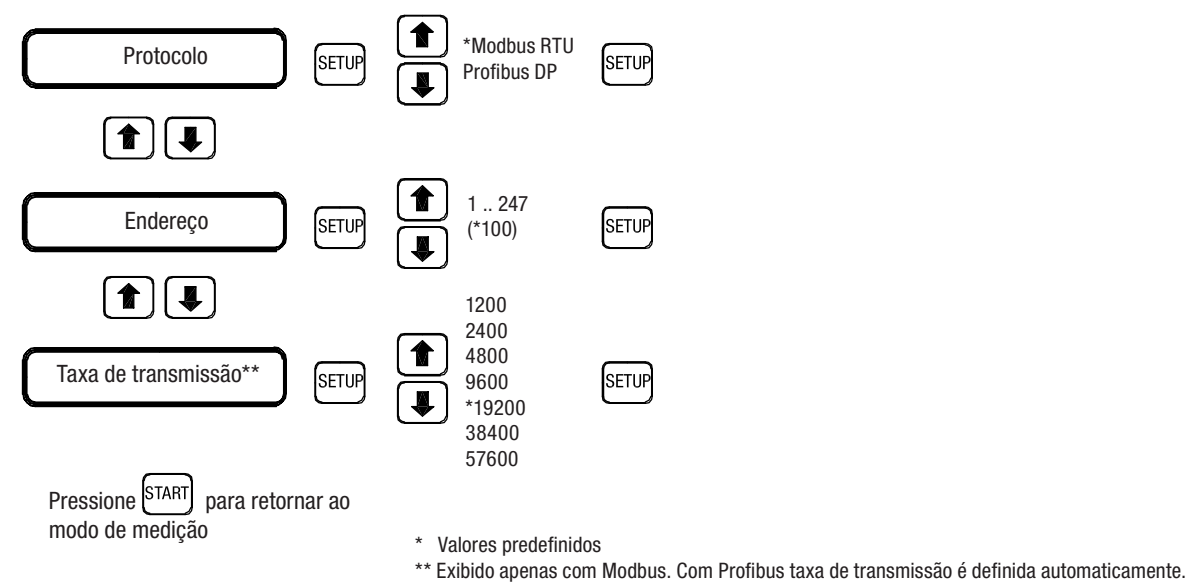 Protocolo
SETUP
*Modbus RTU
Profibus DP
SETUP
Endereço
SETUP
1 .. 247
(*100)
SETUP
Taxa de transmissão**
SETUP
1200
2400
4800
9600
*19200
38400
57600
SETUP
Pressione START para retornar ao
modo de medição
* Valores predefinidos
** Exibido apenas com Modbus. Com Profibus taxa de transmissão é definida automaticamente.